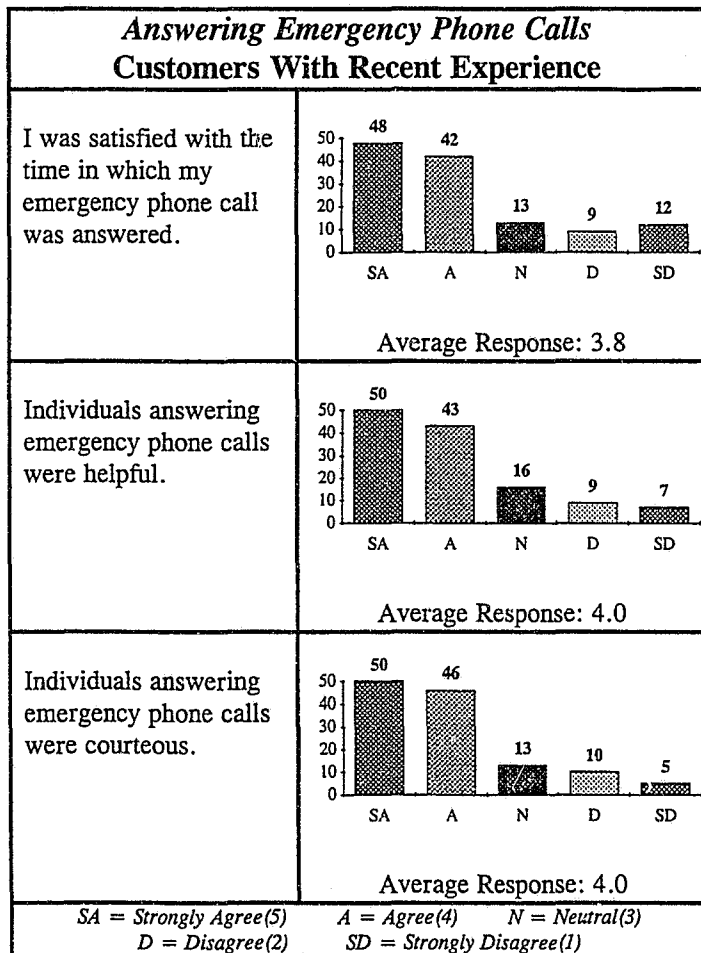 Answering Emergency Phone Calls
Customers With Recent Experience
I was satisfied with the
time in which my
emergency phone call
was answered.
48 42 13 9 12
50
40
30
20
10
0
SA A N D SD
Average Response: 3.8
Individuals answering
emergency phone calls
were helpful.
50 43 16 9 7
50
40
30
20
10
0
SA A N D SD
Average Response: 4.0
Individuals answering
emergency phone calls
were courteous.
50 46 13 10 5
50
40
30
20
10
0
SA A N D SD
Average Response: 4.0
SA = Strongly Agree(5) A = Agree(4) N = Neutral(3)
D = Disagree(2) SD = Strongly Disagree(1)